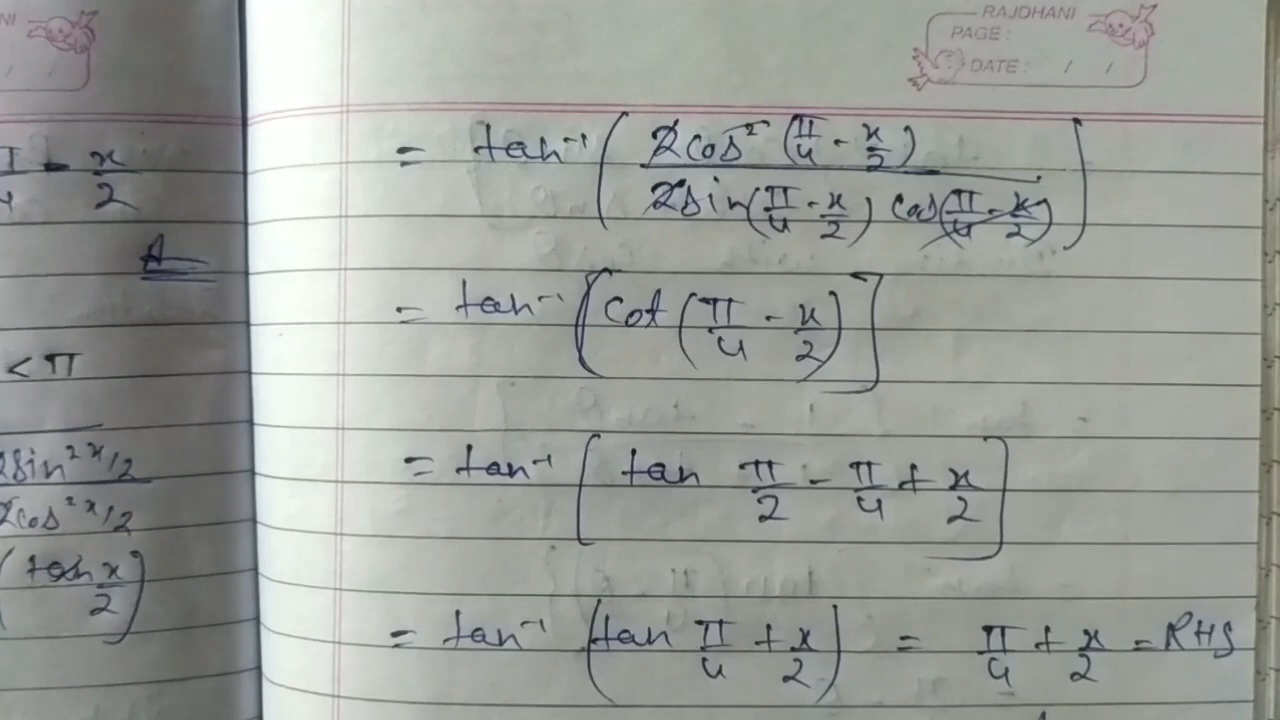 NI
RAJDHANI
PAGE :
DATE : / /
π/4 - x/2
A
< π
2sin² x/2
2cos² x/2
(tan x/2)
= tan⁻¹ ( 2cos² (π/4 - x/2) / 2sin(π/4 - x/2) cos(π/4 - x/2) ]
= tan⁻¹ [cot (π/4 - x/2)]
= tan⁻¹ [ tan π/2 - π/4 + x/2 ]
= tan⁻¹ (tan π/4 + x/2) = π/4 + x/2 = RHS